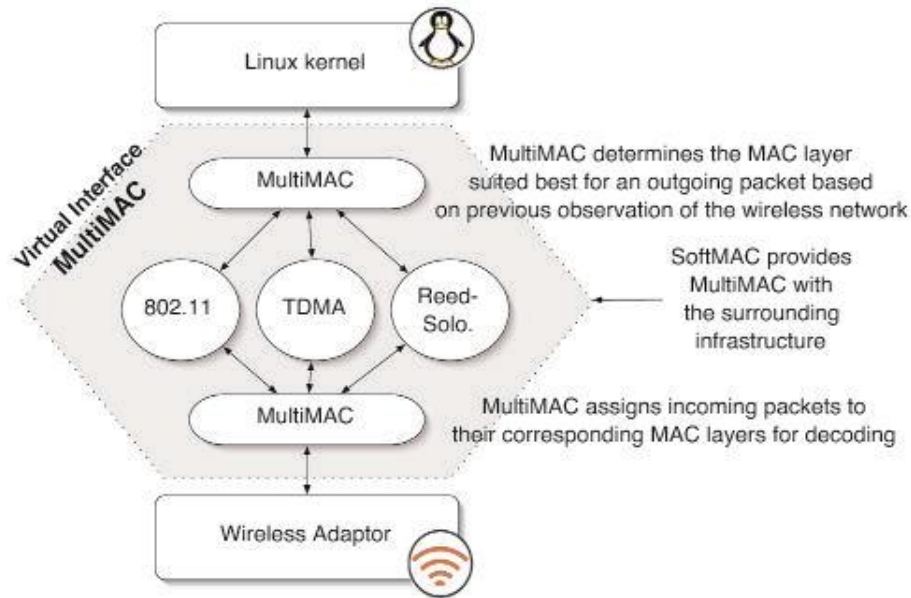 Linux kernel
Virtual Interface
MultiMAC
MultiMAC
MultiMAC determines the MAC layer
suited best for an outgoing packet based
on previous observation of the wireless network
802.11
TDMA
Reed-
Solo.
SoftMAC provides
MultiMAC with
the surrounding
infrastructure
MultiMAC
MultiMAC assigns incoming packets to
their corresponding MAC layers for decoding
Wireless Adaptor